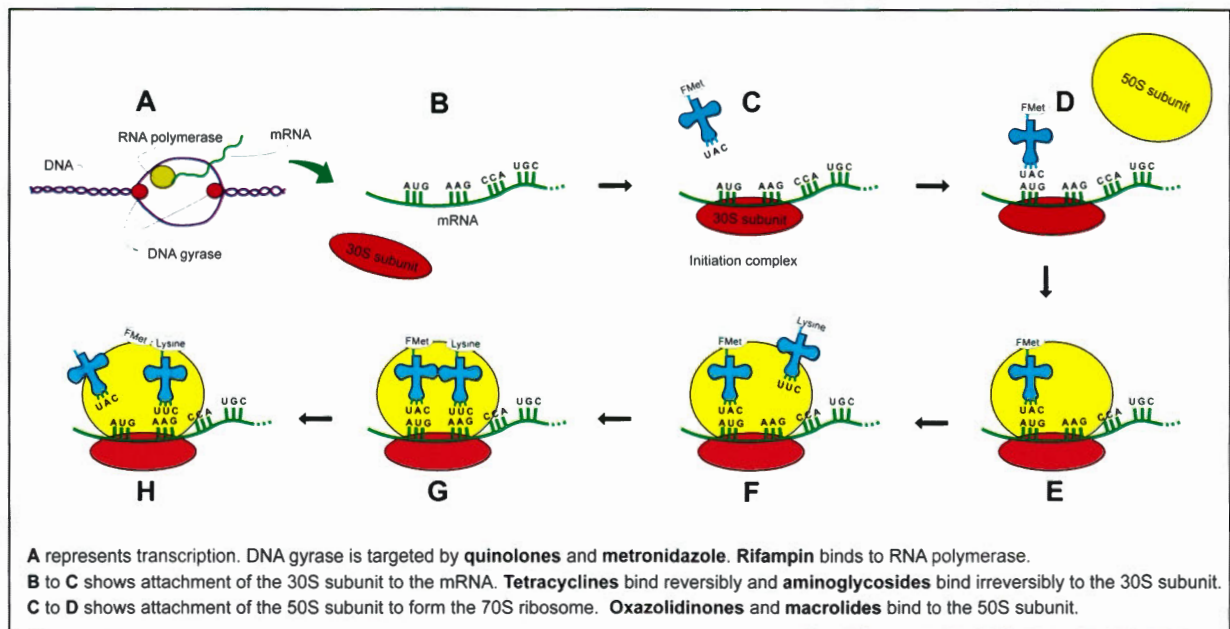 A
B
C
D
50S subunit
RNA polymerase
mRNA
DNA
DNA gyrase
AUG AAG CCA UGC
mRNA
30S subunit
FMet
UAC
AUG AAG CCA UGC
30S subunit
Initiation complex
FMet
UAC
AUG AAG CCA UGC
FMet : Lysine
UAC
UUC
AUG AAG CCA UGC
H
FMet Lysine
UAC UUC
AUG AAG CCA UGC
G
FMet
Lysine
UAC
UUC
AUG AAG CCA UGC
F
FMet
UAC
AUG AAG CCA UGC
E
A represents transcription. DNA gyrase is targeted by quinolones and metronidazole. Rifampin binds to RNA polymerase.
B to C shows attachment of the 30S subunit to the mRNA. Tetracyclines bind reversibly and aminoglycosides bind irreversibly to the 30S subunit.
C to D shows attachment of the 50S subunit to form the 70S ribosome. Oxazolidinones and macrolides bind to the 50S subunit.